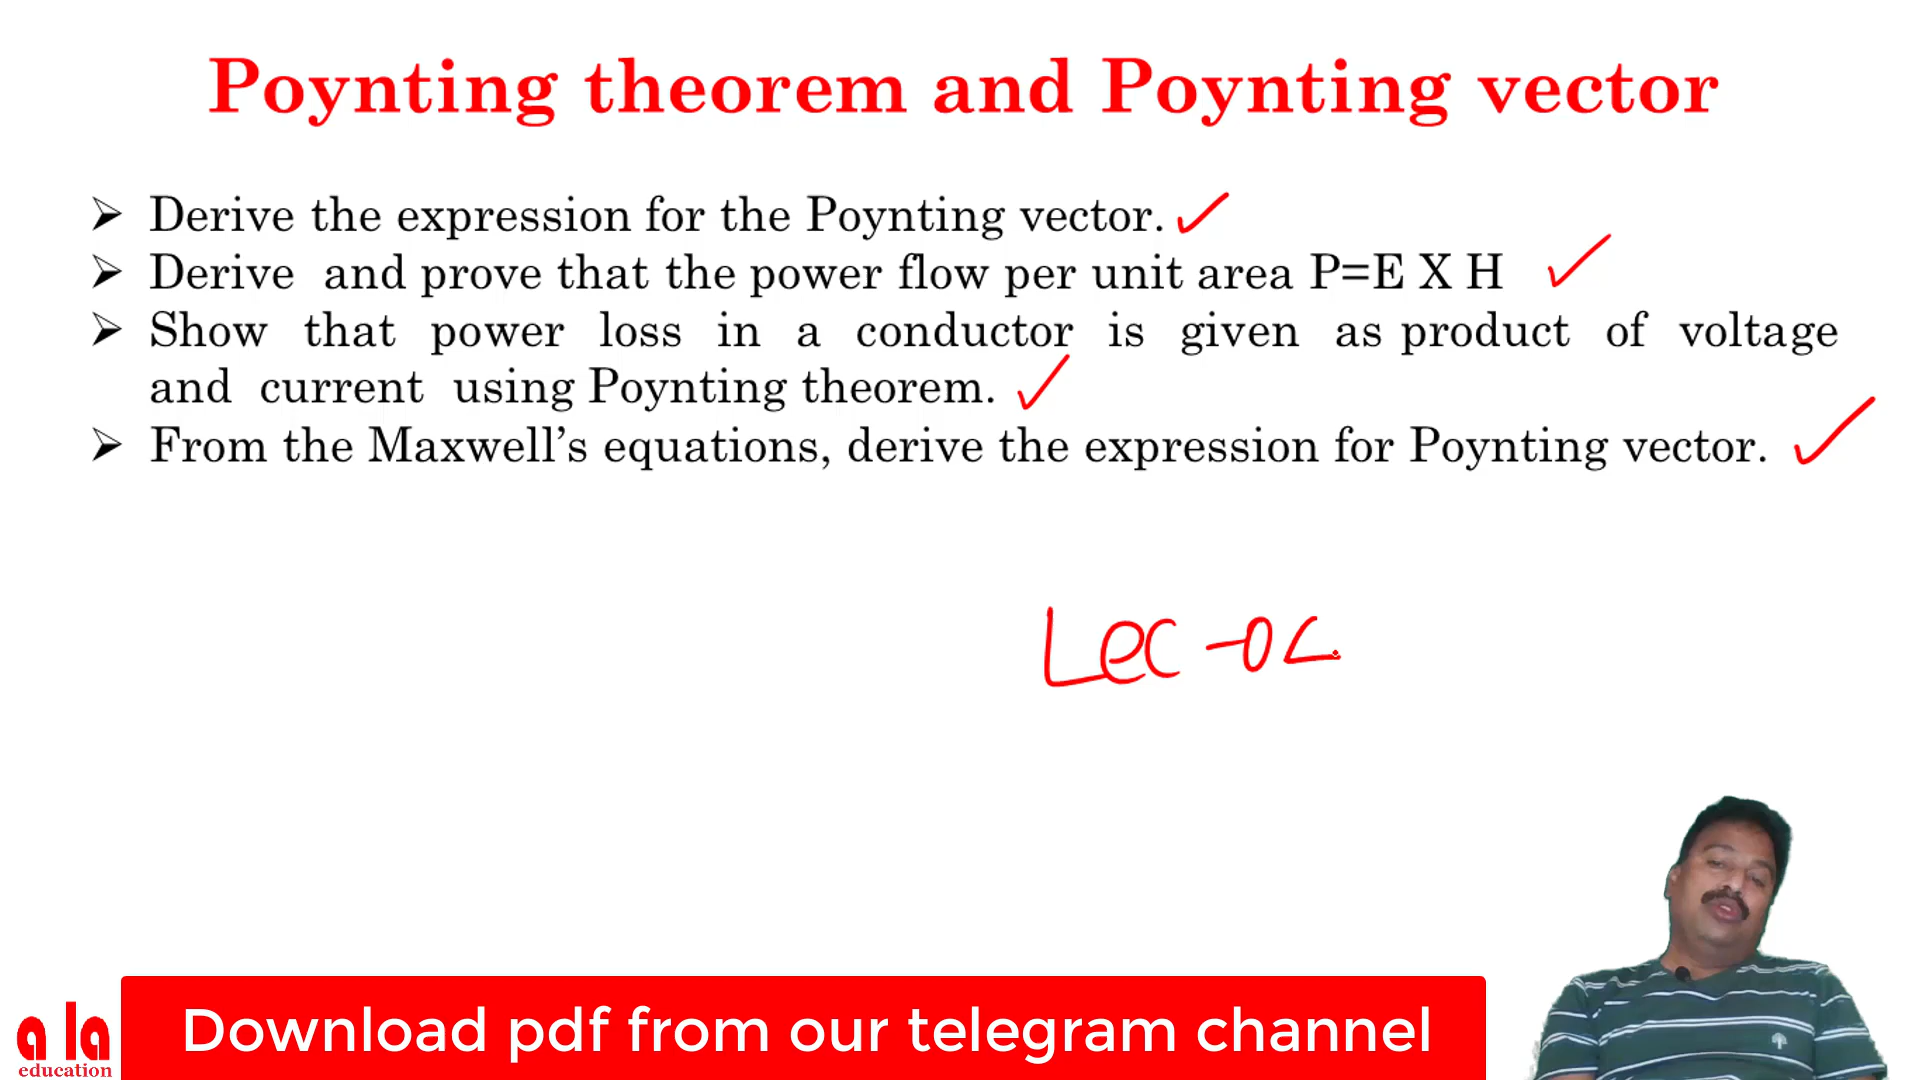 Poynting theorem and Poynting vector
➢ Derive the expression for the Poynting vector.
➢ Derive and prove that the power flow per unit area P=E X H
➢ Show that power loss in a conductor is given as product of voltage
and current using Poynting theorem.
➢ From the Maxwell’s equations, derive the expression for Poynting vector.
Lec -0
a la
education
Download pdf from our telegram channel